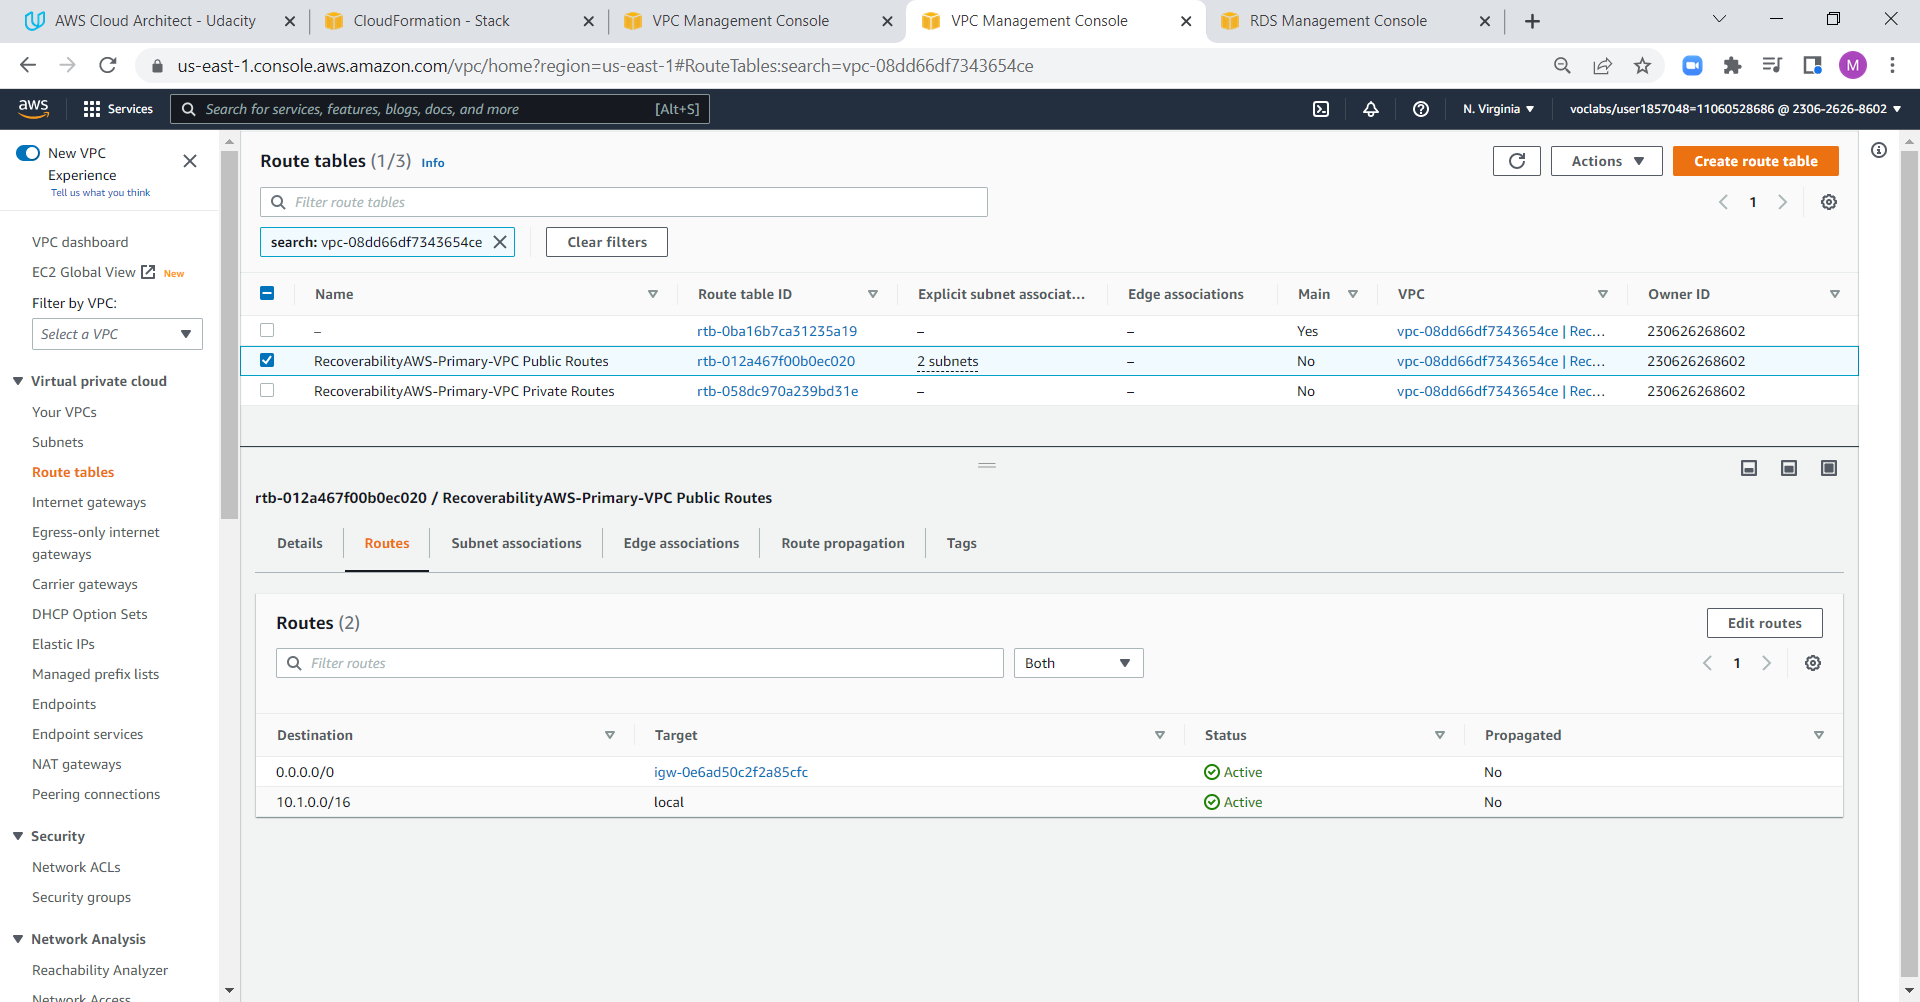 AWS Cloud Architect - Udacity
CloudFormation - Stack
VPC Management Console
VPC Management Console
RDS Management Console
us-east-1.console.aws.amazon.com/vpc/home?region=us-east-1#RouteTables:search=vpc-08dd66df7343654ce
M
aws
Services
Search for services, features, blogs, docs, and more
[Alt+S]
N. Virginia
voclabs/user1857048=11060528686 @ 2306-2626-8602
New VPC
Experience
Tell us what you think
VPC dashboard
EC2 Global View New
Filter by VPC:
Select a VPC
Virtual private cloud
Your VPCs
Subnets
Route tables
Internet gateways
Egress-only internet
gateways
Carrier gateways
DHCP Option Sets
Elastic IPs
Managed prefix lists
Endpoints
Endpoint services
NAT gateways
Peering connections
Security
Network ACLs
Security groups
Network Analysis
Reachability Analyzer
Network Access
Route tables (1/3) Info
Actions
Create route table
Filter route tables
1
search: vpc-08dd66df7343654ce
Clear filters
Name Route table ID Explicit subnet associat... Edge associations Main VPC Owner ID
– rtb-0ba16b7ca31235a19 – – Yes vpc-08dd66df7343654ce | Rec... 230626268602
RecoverabilityAWS-Primary-VPC Public Routes rtb-012a467f00b0ec020 2 subnets – No vpc-08dd66df7343654ce | Rec... 230626268602
RecoverabilityAWS-Primary-VPC Private Routes rtb-058dc970a239bd31e – – No vpc-08dd66df7343654ce | Rec... 230626268602
rtb-012a467f00b0ec020 / RecoverabilityAWS-Primary-VPC Public Routes
Details
Routes
Subnet associations
Edge associations
Route propagation
Tags
Routes (2)
Edit routes
Filter routes
Both
1
Destination Target Status Propagated
0.0.0.0/0 igw-0e6ad50c2f2a85cfc Active No
10.1.0.0/16 local Active No